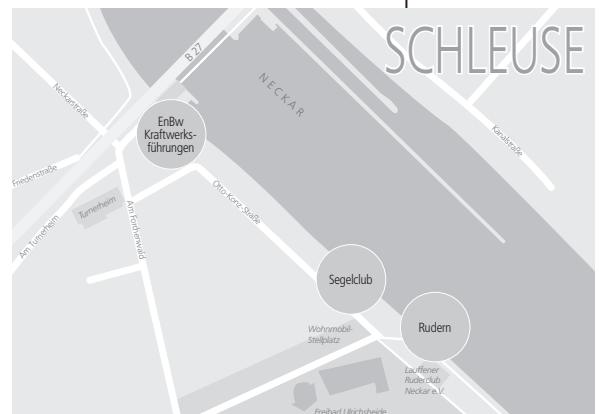 SCHLEUSE
B 27
NECKAR
Neckarstraße
EnBw
Kraftwerks-
führungen
Kanalstraße
Friedenstraße
Turnerheim
Otto-Konz-Straße
Am Turnerheim
Am Forchenwald
Segelclub
Rudern
Wohnmobil-
Stellplatz
Lauffener
Ruderclub
Neckar e.V.
Freibad Ulrichsheide